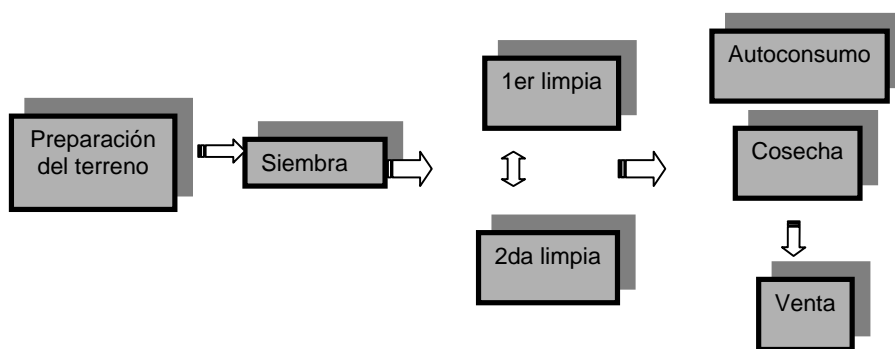 Preparación
del terreno
Siembra
1er limpia
2da limpia
Autoconsumo
Cosecha
Venta